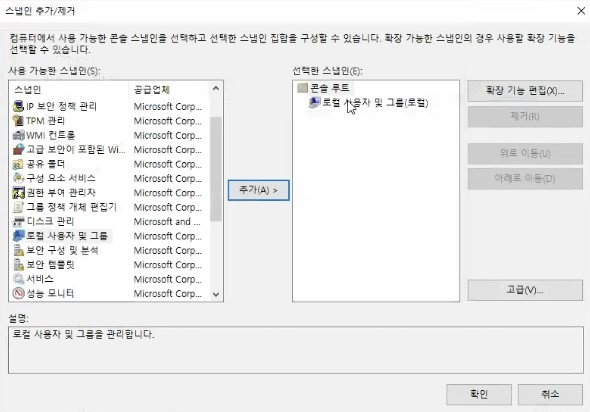 스냅인 추가/제거
컴퓨터에서 사용 가능한 콘솔 스냅인을 선택하고 선택한 스냅인 집합을 구성할 수 있습니다. 확장 가능한 스냅인의 경우 사용할 확장 기능을
선택할 수 있습니다.
사용 가능한 스냅인(S):
스냅인 공급업체
IP 보안 정책 관리 Microsoft Corp...
TPM 관리 Microsoft Corp...
WMI 컨트롤 Microsoft Corp...
고급 보안이 포함된 Wi... Microsoft Corp...
공유 폴더 Microsoft Corp...
구성 요소 서비스 Microsoft Corp...
권한 부여 관리자 Microsoft Corp...
그룹 정책 개체 편집기 Microsoft Corp...
디스크 관리 Microsoft and ...
로컬 사용자 및 그룹 Microsoft Corp...
보안 구성 및 분석 Microsoft Corp...
보안 템플릿 Microsoft Corp...
서비스 Microsoft Corp...
성능 모니터 Microsoft Corp...
추가(A) >
선택한 스냅인(E):
콘솔 루트
로컬 사용자 및 그룹(로컬)
확장 기능 편집(X)...
제거(R)
위로 이동(U)
아래로 이동(D)
고급(V)...
설명:
로컬 사용자 및 그룹을 관리합니다.
확인
취소